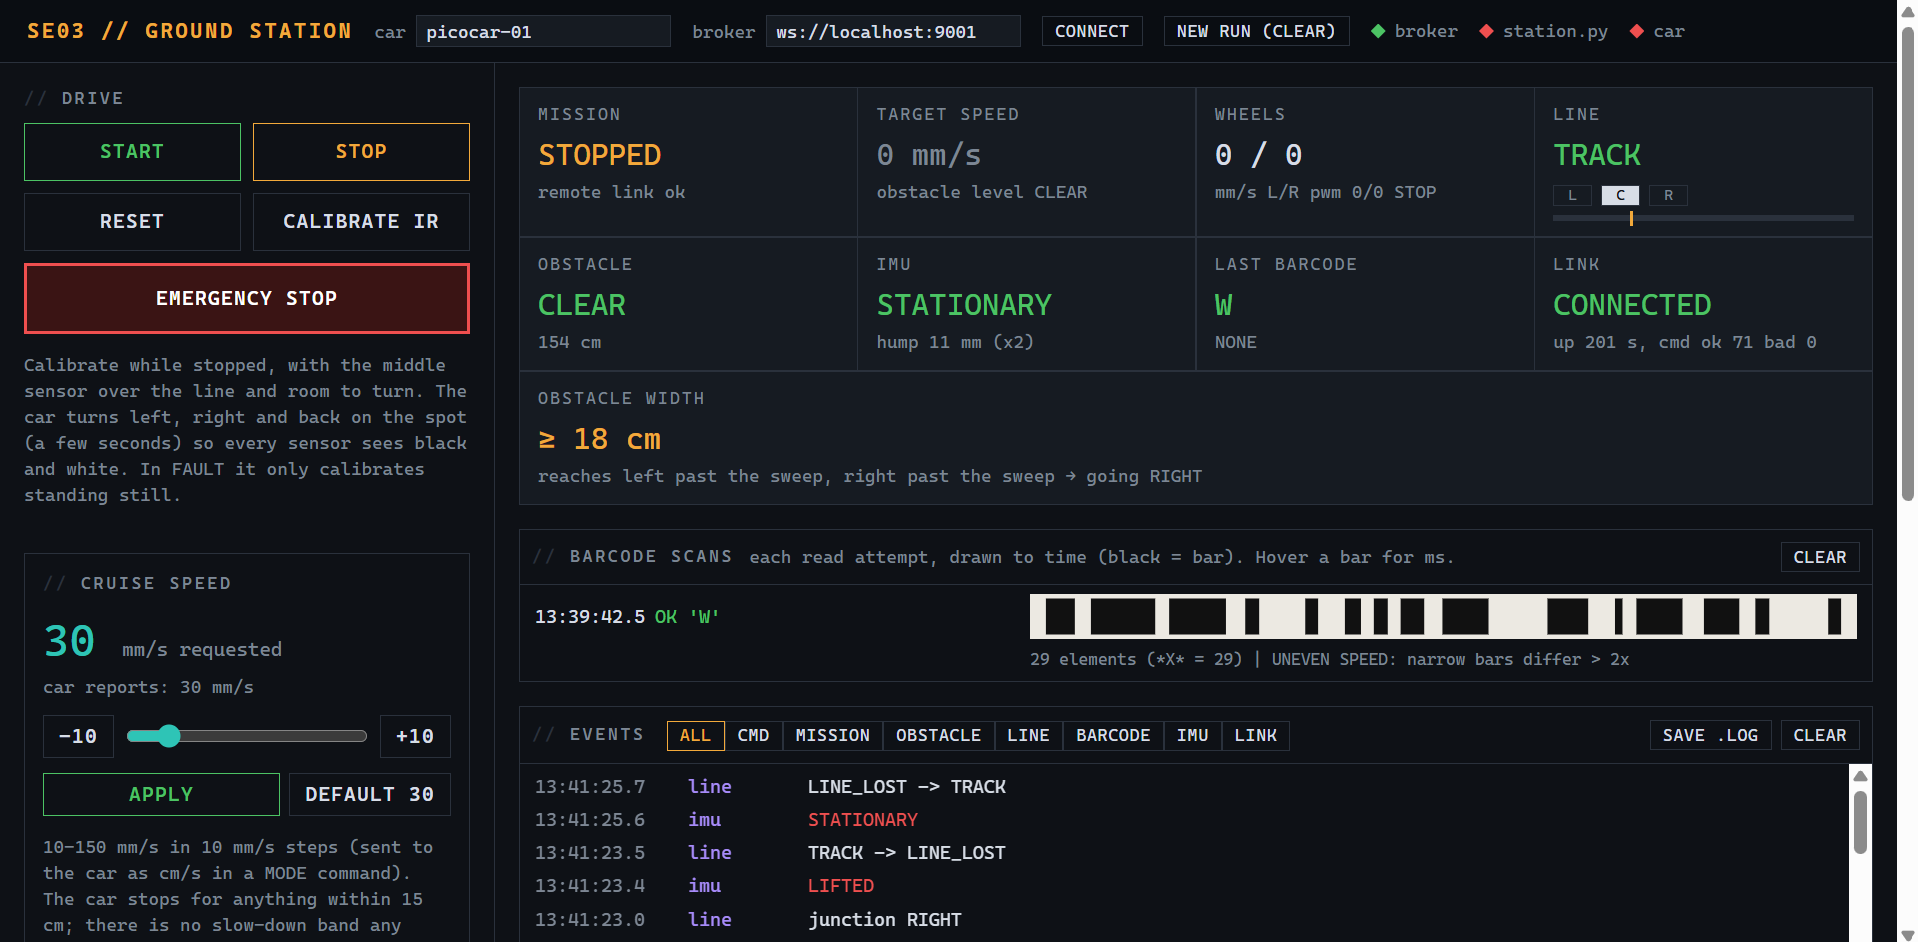 SE03 // GROUND STATION car picocar-01 broker ws://localhost:9001 CONNECT NEW RUN (CLEAR) broker station.py car
// DRIVE
START STOP
RESET CALIBRATE IR
EMERGENCY STOP
Calibrate while stopped, with the middle
sensor over the line and room to turn. The
car turns left, right and back on the spot
(a few seconds) so every sensor sees black
and white. In FAULT it only calibrates
standing still.
// CRUISE SPEED
30 mm/s requested
car reports: 30 mm/s
−10 +10
APPLY DEFAULT 30
10–150 mm/s in 10 mm/s steps (sent to
the car as cm/s in a MODE command).
The car stops for anything within 15
cm; there is no slow-down band any
MISSION
STOPPED
remote link ok
TARGET SPEED
0 mm/s
obstacle level CLEAR
WHEELS
0 / 0
mm/s L/R pwm 0/0 STOP
LINE
TRACK
L C R
OBSTACLE
CLEAR
154 cm
IMU
STATIONARY
hump 11 mm (x2)
LAST BARCODE
W
NONE
LINK
CONNECTED
up 201 s, cmd ok 71 bad 0
OBSTACLE WIDTH
≥ 18 cm
reaches left past the sweep, right past the sweep → going RIGHT
// BARCODE SCANS each read attempt, drawn to time (black = bar). Hover a bar for ms. CLEAR
13:39:42.5 OK 'W'
29 elements (*X* = 29) | UNEVEN SPEED: narrow bars differ > 2x
// EVENTS ALL CMD MISSION OBSTACLE LINE BARCODE IMU LINK SAVE .LOG CLEAR
13:41:25.7 line LINE_LOST -> TRACK
13:41:25.6 imu STATIONARY
13:41:23.5 line TRACK -> LINE_LOST
13:41:23.4 imu LIFTED
13:41:23.0 line junction RIGHT